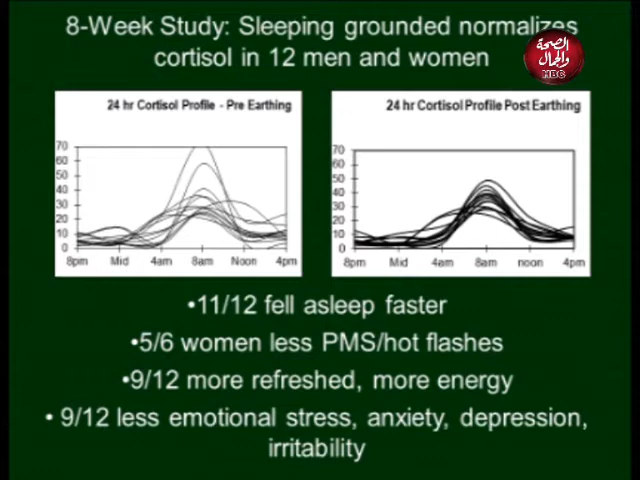 8-Week Study: Sleeping grounded normalizes
cortisol in 12 men and women
الصحة
والجمال
MBC
24 hr Cortisol Profile - Pre Earthing
70
60
50
40
30
20
10
0
8pm Mid 4am 8am Noon 4pm
24 hr Cortisol Profile Post Earthing
70
60
50
40
30
20
10
0
8pm Mid 4am 8am noon 4pm
•11/12 fell asleep faster
•5/6 women less PMS/hot flashes
•9/12 more refreshed, more energy
• 9/12 less emotional stress, anxiety, depression,
irritability